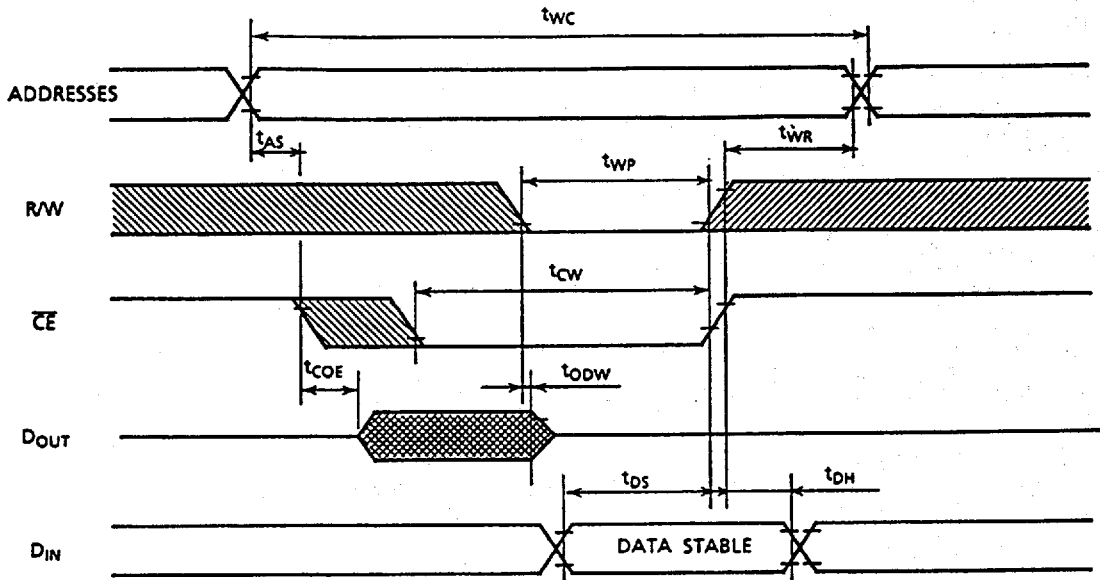 tWC
ADDRESSES
tAS
tWR
tWP
R/W
tCW
CE
tCOE
tODW
DOUT
tDS
tDH
DIN
DATA STABLE